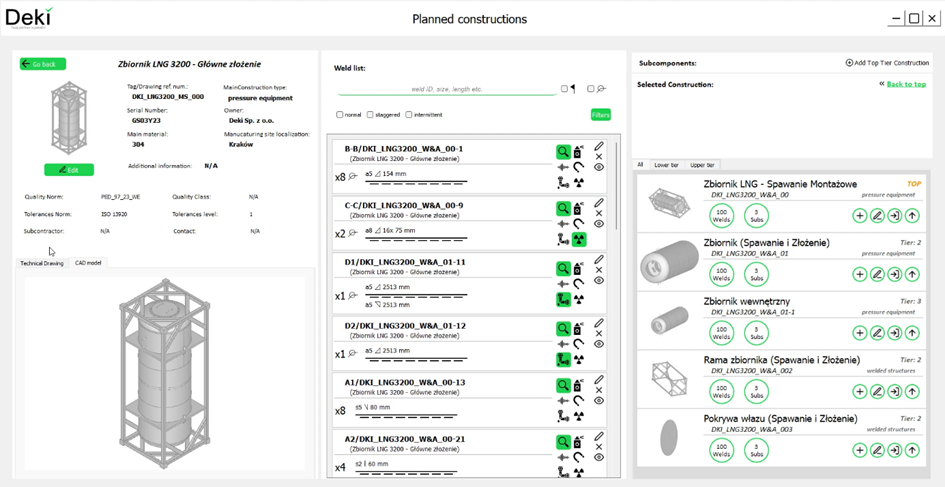 Deki
Planned constructions
Go back
Zbiornik LNG 3200 - Główne złożenie
Tag/Drawing ref. num.:
DKI_LNG3200_MS_000
MainConstruction type:
pressure equipment
Serial Number:
GS03Y23
Owner:
Deki Sp. z o.o.
Main material:
304
Manucaturing site localization:
Kraków
Edit
Additional information: N/A
Quality Norm: PED_97_23_WE Quality Class: N/A
Tolerances Norm: ISO 13920 Tolerances level: 1
Subcontractor: N/A Contact: N/A
Technical Drawing CAD model
Weld list:
weld ID, size, length etc.
normal staggered intermittent
Filters
B-B/DKI_LNG3200_W&A_00-1
(Zbiornik LNG 3200 - Główne złożenie)
x8 a5 154 mm
C-C/DKI_LNG3200_W&A_00-9
(Zbiornik LNG 3200 - Główne złożenie)
x2 a8 16x 75 mm
D1/DKI_LNG3200_W&A_01-11
(Zbiornik LNG 3200 - Główne złożenie)
x1 a5 2513 mm
a5 2513 mm
D2/DKI_LNG3200_W&A_01-12
(Zbiornik LNG 3200 - Główne złożenie)
x1 a5 2513 mm
A1/DKI_LNG3200_W&A_00-13
(Zbiornik LNG 3200 - Główne złożenie)
x8 s5 80 mm
A2/DKI_LNG3200_W&A_00-21
(Zbiornik LNG 3200 - Główne złożenie)
x4 s2 60 mm
Subcomponents:
Add Top Tier Construction
Selected Construction:
« Back to top
All Lower tier Upper tier
Zbiornik LNG - Spawanie Montażowe TOP
DKI_LNG3200_W&A_00 pressure equipment
100 Welds 3 Subs
Zbiornik (Spawanie i Złożenie) Tier: 2
DKI_LNG3200_W&A_01 pressure equipment
100 Welds 3 Subs
Zbiornik wewnętrzny Tier: 3
DKI_LNG3200_W&A_01-1 pressure equipment
100 Welds 3 Subs
Rama zbiornika (Spawanie i Złożenie) Tier: 2
DKI_LNG3200_W&A_002 welded structures
100 Welds 3 Subs
Pokrywa włazu (Spawanie i Złożenie) Tier: 2
DKI_LNG3200_W&A_003 welded structures
100 Welds 3 Subs